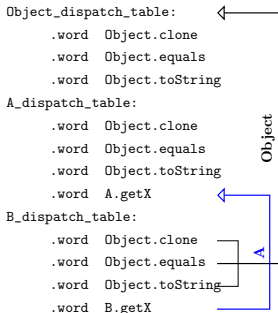 Object_dispatch_table:
.word Object.clone
.word Object.equals
.word Object.toString
A_dispatch_table:
.word Object.clone
.word Object.equals
.word Object.toString
.word A.getX
B_dispatch_table:
.word Object.clone
.word Object.equals
.word Object.toString
.word B.getX
Object
A